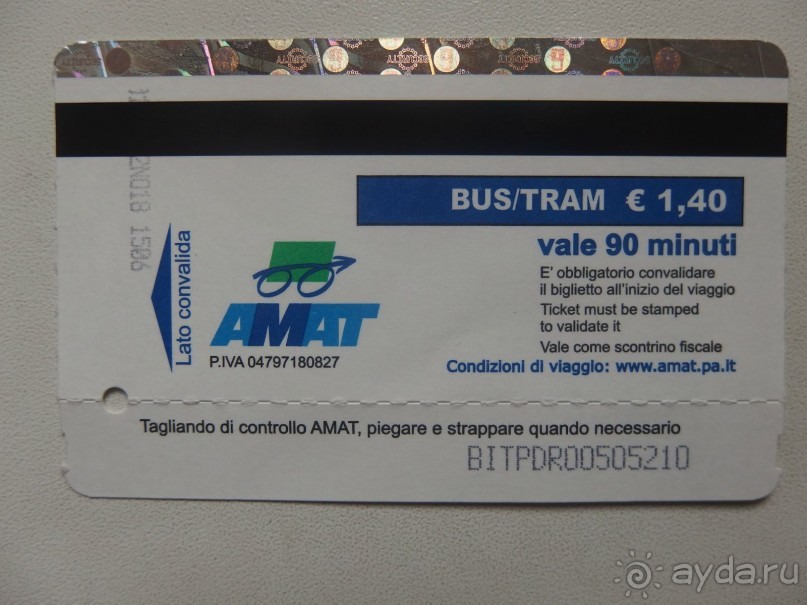 SECURITY
BUS/TRAM € 1,40
vale 90 minuti
E' obbligatorio convalidare
il biglietto all'inizio del viaggio
Ticket must be stamped
to validate it
Vale come scontrino fiscale
Condizioni di viaggio: www.amat.pa.it
Lato convalida
AMAT
P.IVA 04797180827
Tagliando di controllo AMAT, piegare e strappare quando necessario
BITPDR00505210
ayda.ru